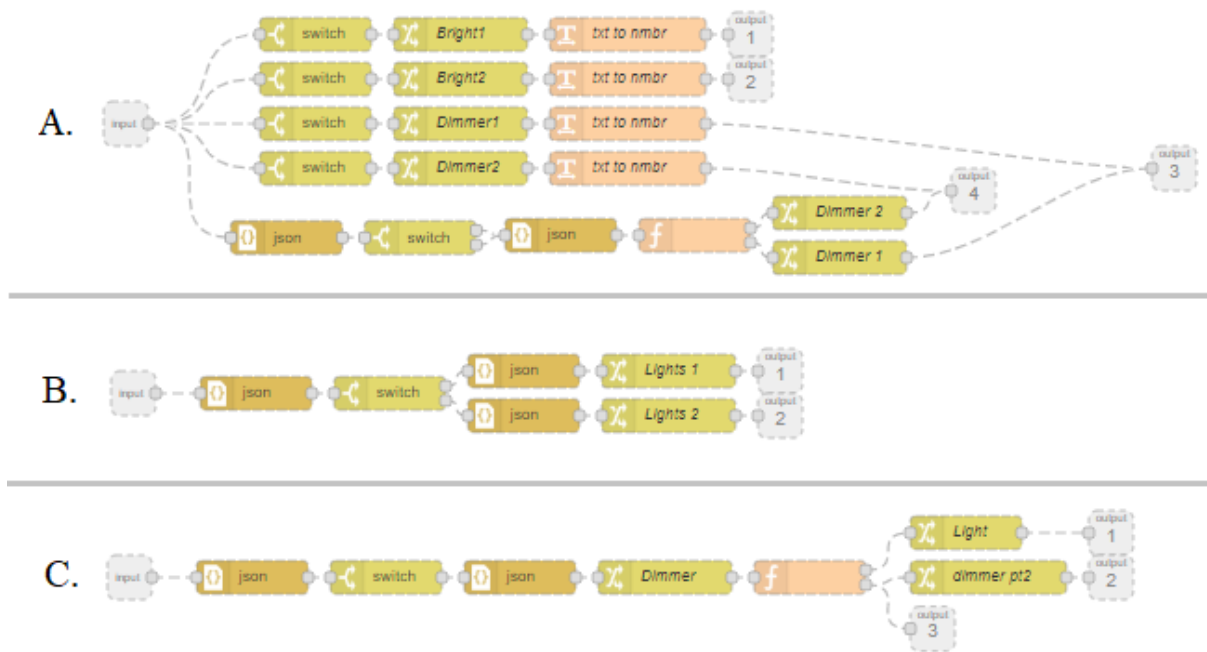 switch Bright1 txt to nmbr output 1
switch Bright2 txt to nmbr output 2
A. input
switch Dimmer1 txt to nmbr
switch Dimmer2 txt to nmbr
output 3
output 4
json switch json Dimmer 2
Dimmer 1
B. input json switch
json Lights 1 output 1
json Lights 2 output 2
C. input json switch json Dimmer
Light output 1
dimmer pt2 output 2
output 3